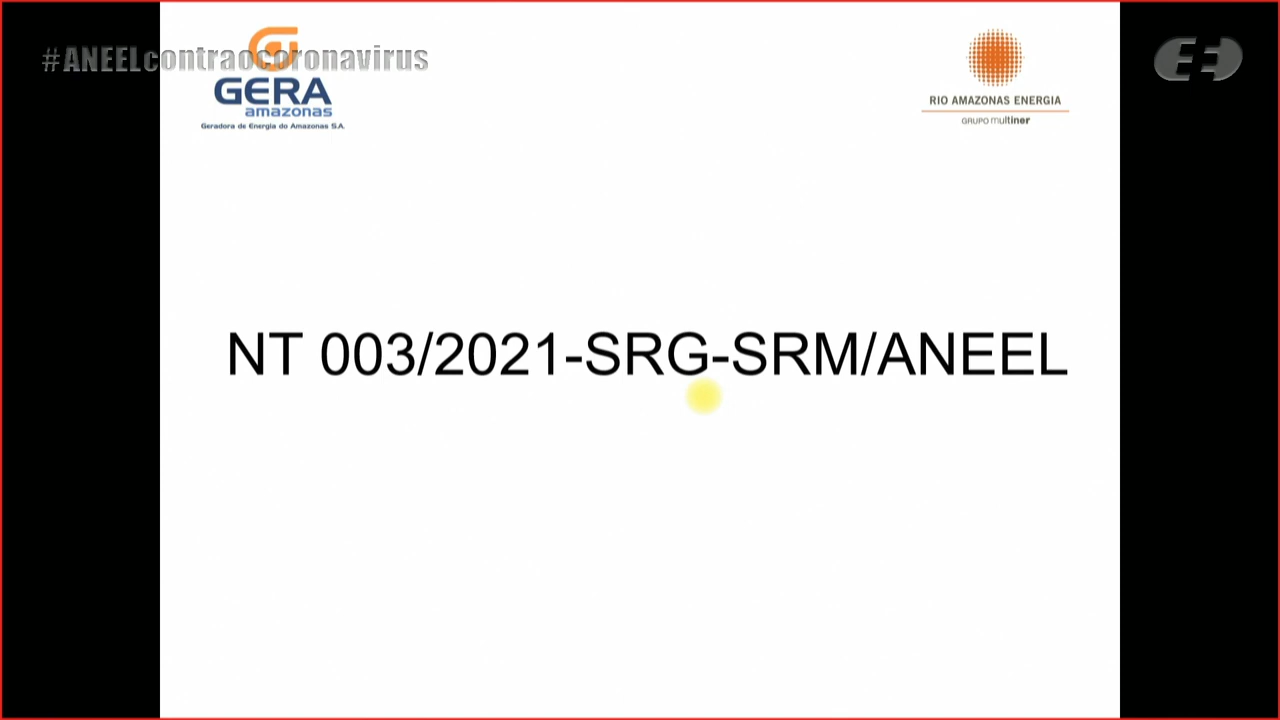 #ANEELcontraocoronavirus
GERA
amazonas
Geradora de Energia do Amazonas S.A.
RIO AMAZONAS ENERGIA
GRUPO multiner
NT 003/2021-SRG-SRM/ANEEL